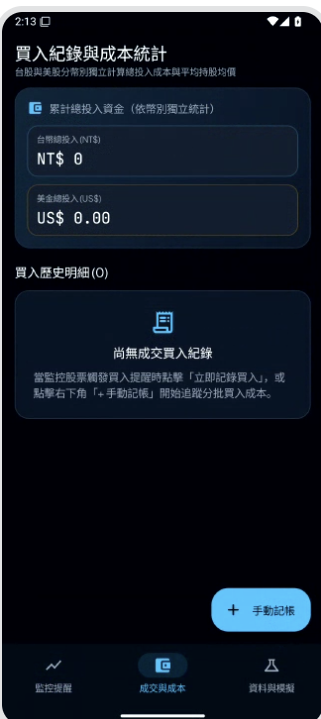 2:13
買入紀錄與成本統計
台股與美股分幣別獨立計算總投入成本與平均持股均價
累計總投入資金（依幣別獨立統計）
台幣總投入(NT$)
NT$ 0
美金總投入(US$)
US$ 0.00
買入歷史明細(0)
尚無成交買入紀錄
當監控股票觸發買入提醒時點擊「立即記錄買入」，或
點擊右下角「+手動記帳」開始追蹤分批買入成本。
+ 手動記帳
監控提醒
成交與成本
資料與模擬